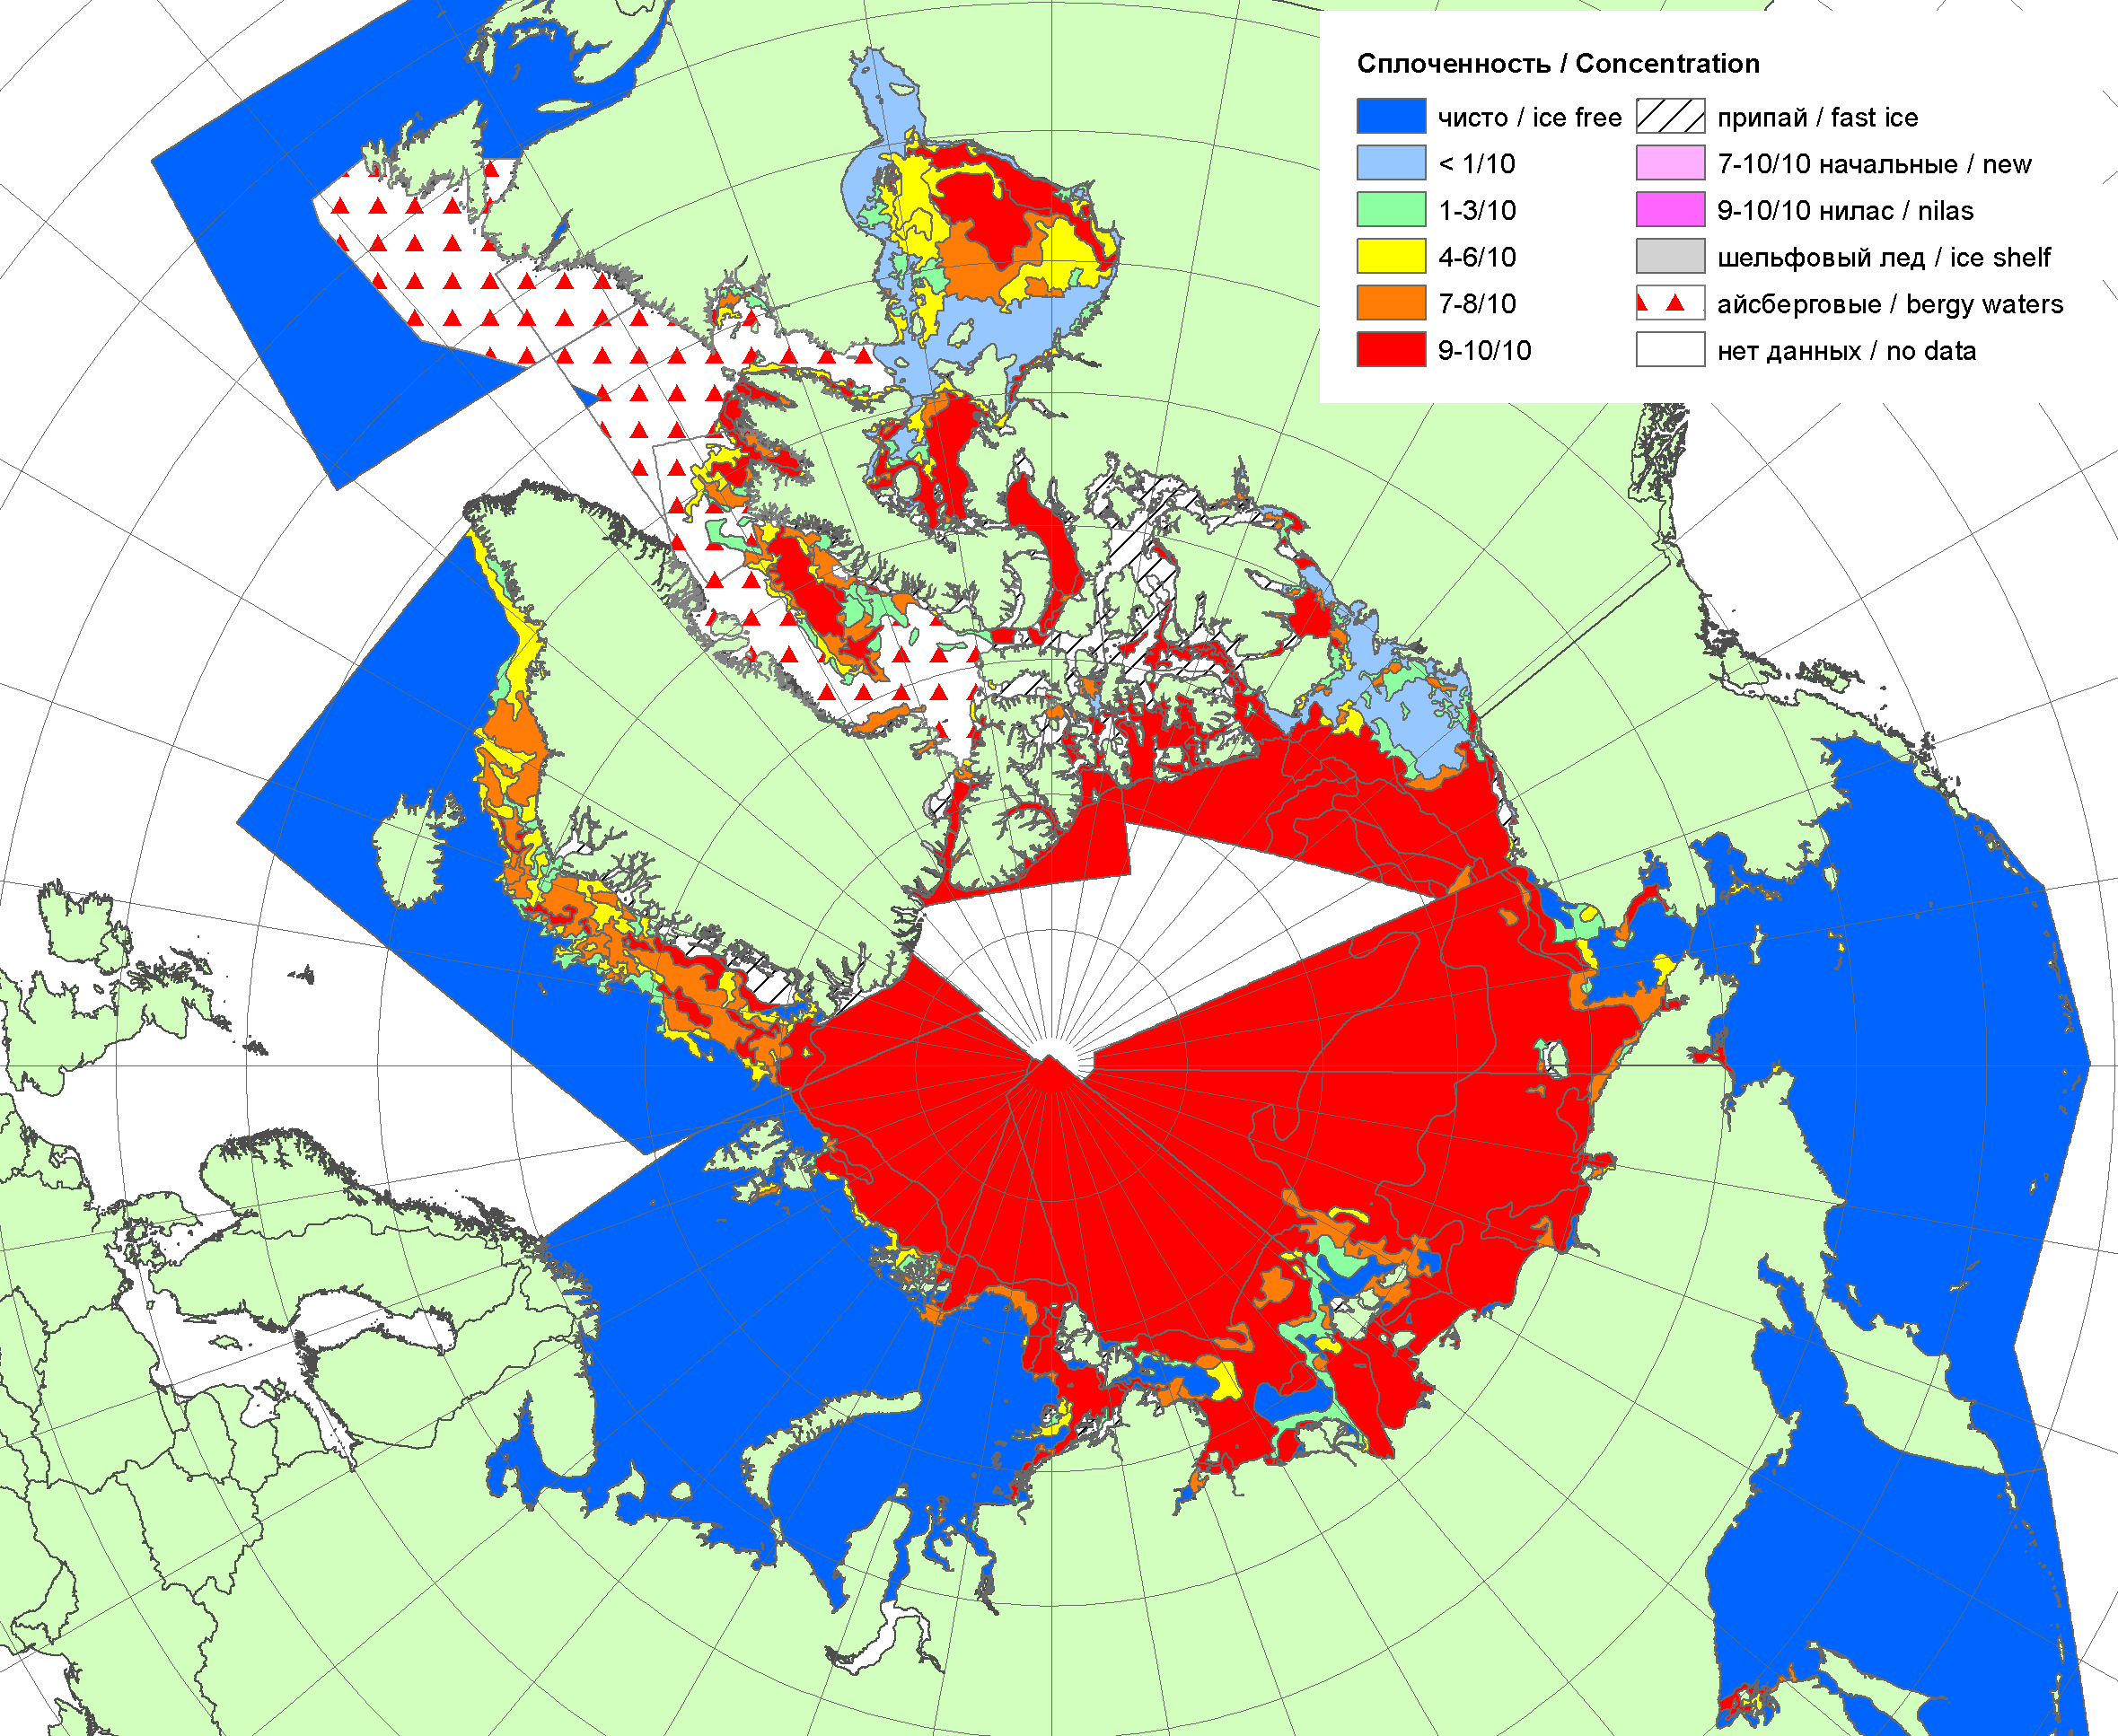 Сплоченность / Concentration
чисто / ice free
< 1/10
1-3/10
4-6/10
7-8/10
9-10/10
припай / fast ice
7-10/10 начальные / new
9-10/10 нилас / nilas
шельфовый лед / ice shelf
айсберговые / bergy waters
нет данных / no data